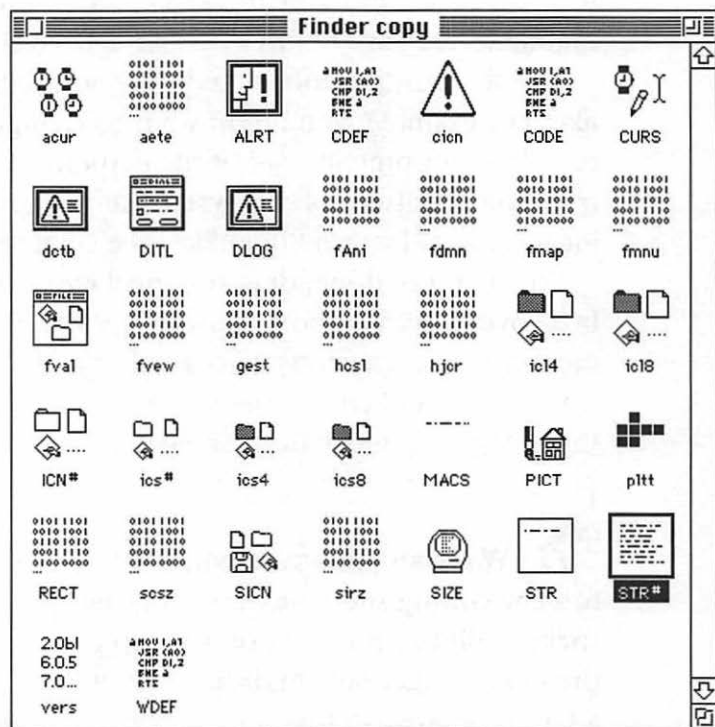 Finder copy
acur aete ALRT CDEF cicn CODE CURS
dctb DITL DLOG fAni fdmn fmap fmnu
fval fvew gest hcsl hjcr icl4 icl8
ICN# ics# ics4 ics8 MACS PICT pltt
RECT scsz SICN sirz SIZE STR STR#
2.0b1
6.0.5
7.0...
vers WDEF